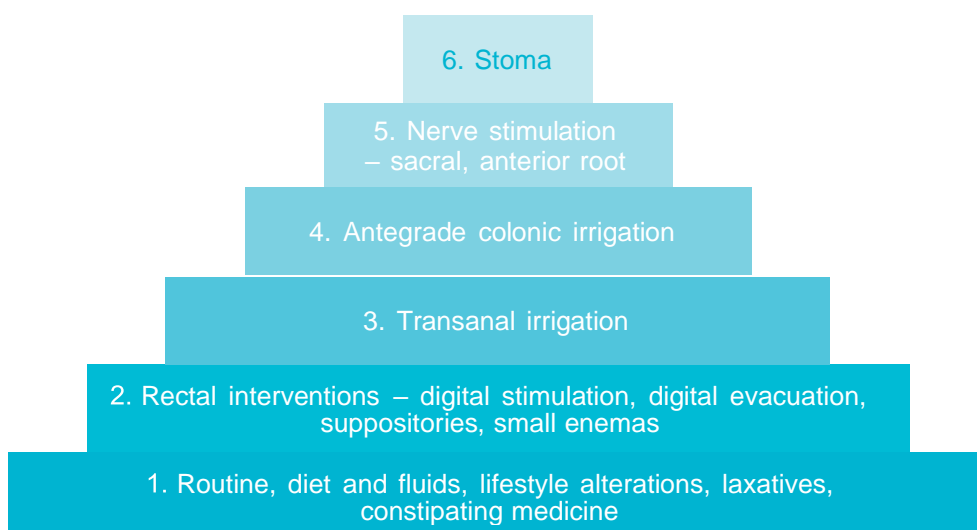 6. Stoma
5. Nerve stimulation
– sacral, anterior root
4. Antegrade colonic irrigation
3. Transanal irrigation
2. Rectal interventions – digital stimulation, digital evacuation,
suppositories, small enemas
1. Routine, diet and fluids, lifestyle alterations, laxatives,
constipating medicine